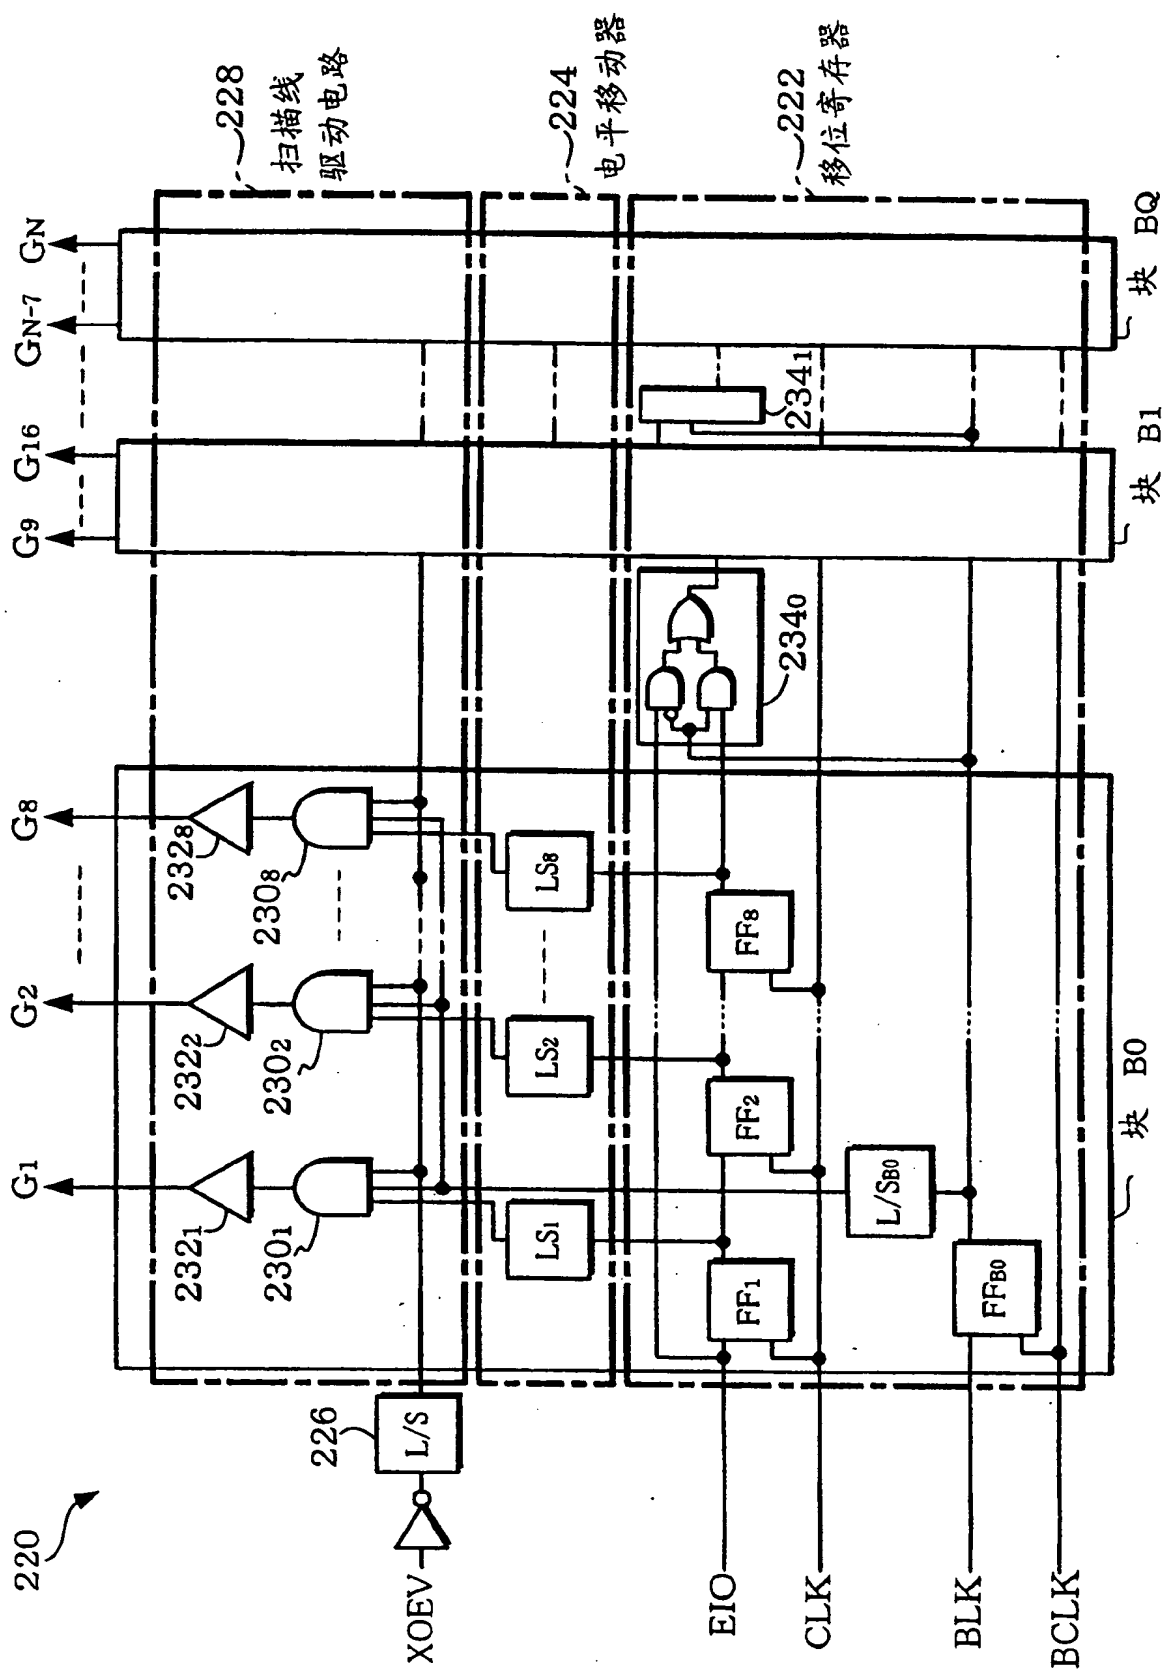 220
XOEV
226
L/S
EIO
CLK
BLK
BCLK
G1
G2
G8
G9
G16
GN-7
GN
2321
2322
2328
2301
2302
2308
LS1
LS2
LS8
FF1
FF2
FF8
L/SB0
FFB0
2340
2341
块 B0
块 B1
块 BQ
228
扫描线
驱动电路
224
电平移动器
222
移位寄存器